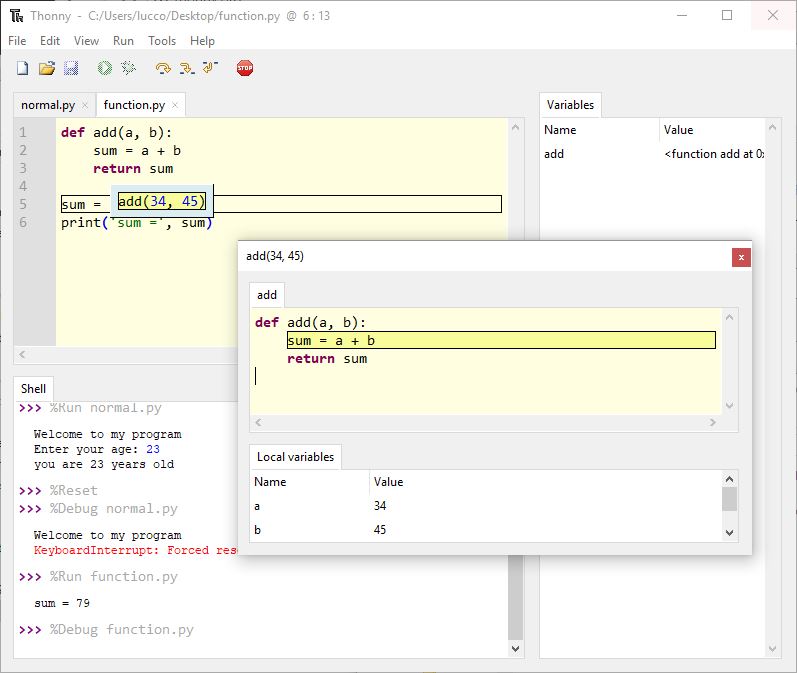 Thonny - C:/Users/lucco/Desktop/function.py @ 6 : 13
File Edit View Run Tools Help
STOP
normal.py × function.py ×
1 def add(a, b):
2 sum = a + b
3 return sum
4
5 sum = add(34, 45)
6 print('sum =', sum)
Variables
Name Value
add <function add at 0x
add(34, 45)
add
def add(a, b):
sum = a + b
return sum
Local variables
Name Value
a 34
b 45
Shell
>>> %Run normal.py
Welcome to my program
Enter your age: 23
you are 23 years old
>>> %Reset
>>> %Debug normal.py
Welcome to my program
KeyboardInterrupt: Forced res
>>> %Run function.py
sum = 79
>>> %Debug function.py